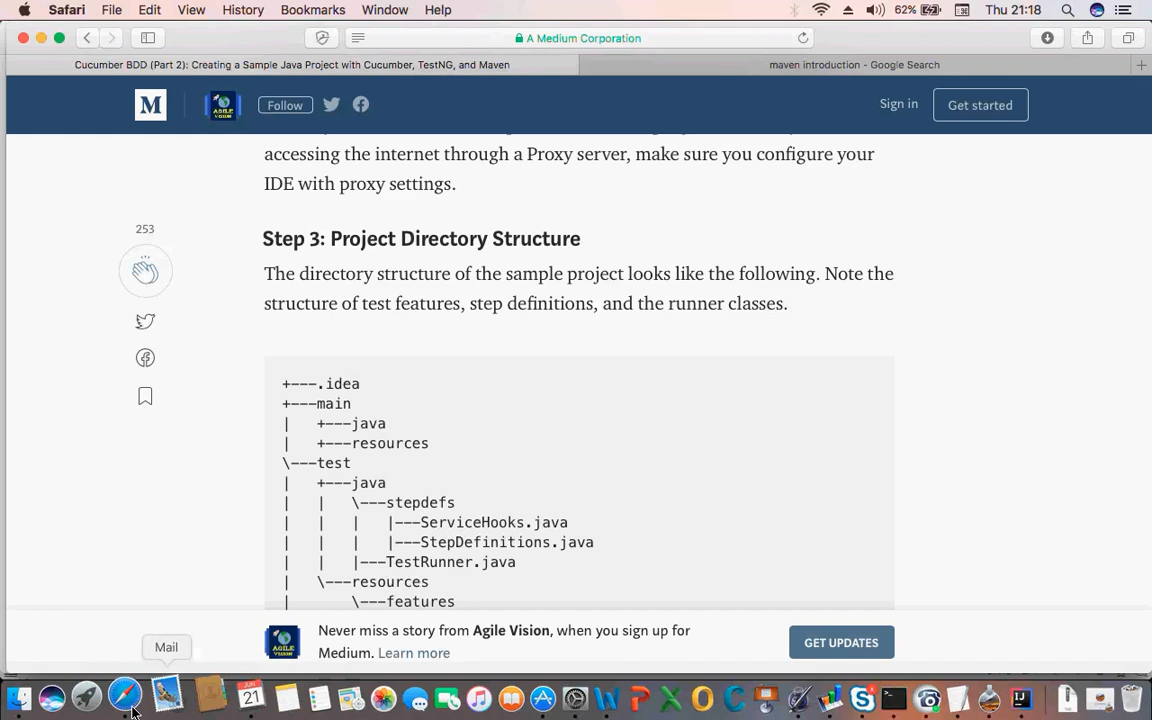 Safari File Edit View History Bookmarks Window Help 62% Thu 21:18
A Medium Corporation
Cucumber BDD (Part 2): Creating a Sample Java Project with Cucumber, TestNG, and Maven
maven introduction - Google Search
M
AGILE VISION
Follow
Sign in
Get started
accessing the internet through a Proxy server, make sure you configure your
IDE with proxy settings.
253
Step 3: Project Directory Structure
The directory structure of the sample project looks like the following. Note the
structure of test features, step definitions, and the runner classes.
+---.idea
+---main
| +---java
| +---resources
\---test
| +---java
| | \---stepdefs
| | | |---ServiceHooks.java
| | | |---StepDefinitions.java
| | |---TestRunner.java
| \---resources
| \---features
Never miss a story from Agile Vision, when you sign up for
Medium. Learn more
GET UPDATES
Mail
JUN
21